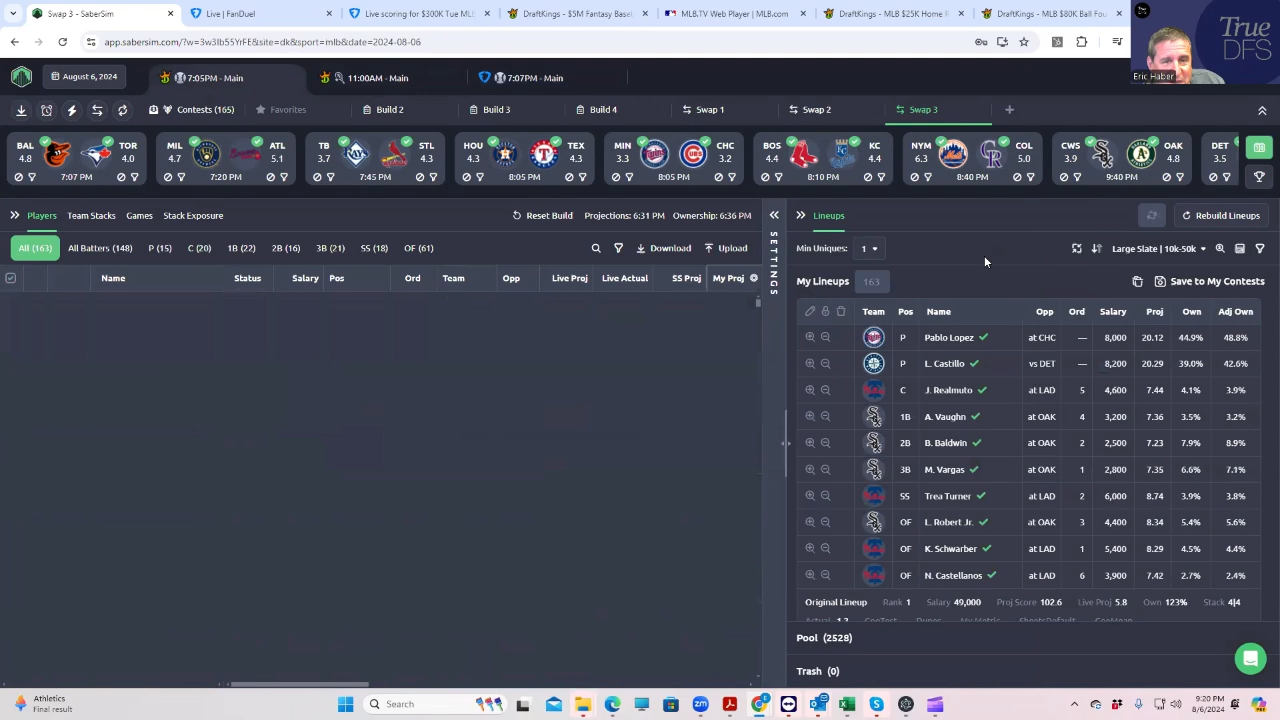 Swap 3 - SaberSim
Live | FanDuel
Live scoring for $300K Tue ML
DraftKings - $5M Fantasy Base
MLB.TV Web Player | MLB.com
DraftKings - MLB $25K Home R
DraftKings - MLB $80K Ball Fou
True
DFS
app.sabersim.com/?w=3w3Ib55YrFE&site=dk&sport=mlb&date=2024-08-06
Eric Haber
August 6, 2024
7:05PM - Main
11:00AM - Main
7:07PM - Main
Contests (165)
Favorites
Build 2
Build 3
Build 4
Swap 1
Swap 2
Swap 3
BAL TOR MIL ATL TB STL HOU TEX MIN CHC BOS KC NYM COL CWS OAK DET
4.8 4.0 4.7 5.1 3.7 4.4 4.3 3.3 3.2 4.4 4.4 6.3 5.0 3.9 4.8 3.5
7:07 PM 7:20 PM 7:45 PM 8:05 PM 8:05 PM 8:10 PM 8:40 PM 9:40 PM
Players Team Stacks Games Stack Exposure
Reset Build Projections: 6:31 PM Ownership: 6:36 PM
Lineups
Rebuild Lineups
All (163) All Batters (148) P (15) C (20) 1B (22) 2B (16) 3B (21) SS (18) OF (61)
Download Upload
Min Uniques: 1
Large Slate | 10k-50k
Name Status Salary Pos Ord Team Opp Live Proj Live Actual SS Proj My Proj
SETTINGS
My Lineups 163
Save to My Contests
Team Pos Name Opp Ord Salary Proj Own Adj Own
P Pablo Lopez at CHC — 8,000 20.12 44.9% 48.8%
P L. Castillo vs DET — 8,200 20.29 39.0% 42.6%
C J. Realmuto at LAD 5 4,600 7.44 4.1% 3.9%
1B A. Vaughn at OAK 4 3,200 7.36 3.5% 3.2%
2B B. Baldwin at OAK 2 2,500 7.23 7.9% 8.9%
3B M. Vargas at OAK 1 2,800 7.35 6.6% 7.1%
SS Trea Turner at LAD 2 6,000 8.74 3.9% 3.8%
OF L. Robert Jr. at OAK 3 4,400 8.34 5.4% 5.6%
OF K. Schwarber at LAD 1 5,400 8.29 4.5% 4.4%
OF N. Castellanos at LAD 6 3,900 7.42 2.7% 2.4%
Original Lineup Rank 1 Salary 49,000 Proj Score 102.6 Live Proj 5.8 Own 123% Stack 4|4
Pool (2528)
Trash (0)
Athletics
Final result
Search
9:20 PM
8/6/2024